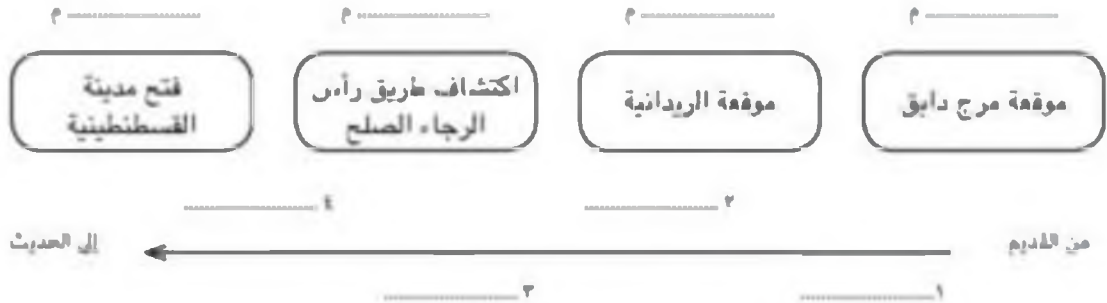 ............ م ............ م ............ م ............ م
موقعة مرج دابق
موقعة الريدانية
اكتشاف طريق رأس
الرجاء الصلح
فتح مدينة
القسطنطينية
٢ ............ ٤ ............
من القديم إلى الحديث
١ ............ ٣ ............